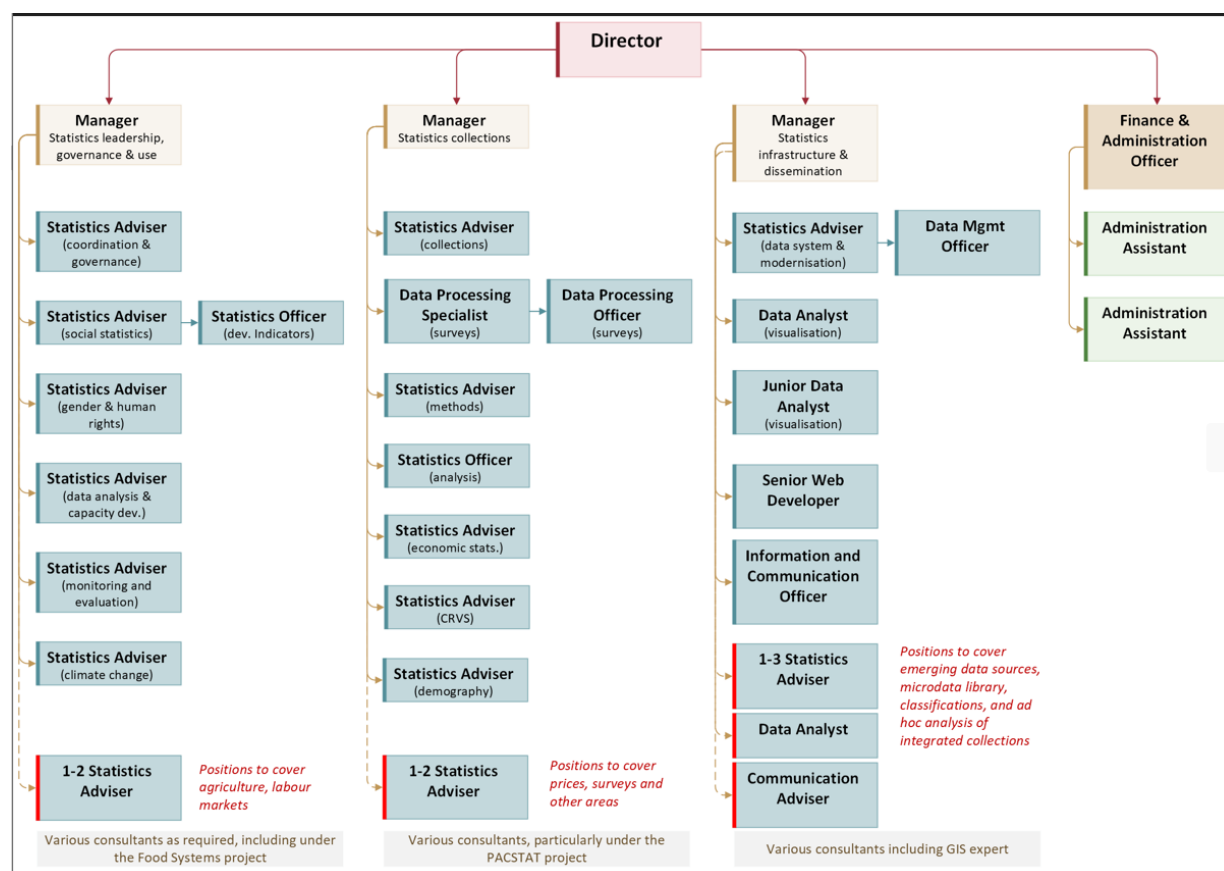 Director
Manager
Statistics leadership,
governance & use
Statistics Adviser
(coordination &
governance)
Statistics Adviser
(social statistics)
Statistics Officer
(dev. Indicators)
Statistics Adviser
(gender & human
rights)
Statistics Adviser
(data analysis &
capacity dev.)
Statistics Adviser
(monitoring and
evaluation)
Statistics Adviser
(climate change)
1-2 Statistics
Adviser
Positions to cover
agriculture, labour
markets
Various consultants as required, including under
the Food Systems project
Manager
Statistics collections
Statistics Adviser
(collections)
Data Processing
Specialist
(surveys)
Data Processing
Officer
(surveys)
Statistics Adviser
(methods)
Statistics Officer
(analysis)
Statistics Adviser
(economic stats.)
Statistics Adviser
(CRVS)
Statistics Adviser
(demography)
1-2 Statistics
Adviser
Positions to cover
prices, surveys and
other areas
Various consultants, particularly under the
PACSTAT project
Manager
Statistics
infrastructure &
dissemination
Statistics Adviser
(data system &
modernisation)
Data Mgmt
Officer
Data Analyst
(visualisation)
Junior Data
Analyst
(visualisation)
Senior Web
Developer
Information and
Communication
Officer
1-3 Statistics
Adviser
Data Analyst
Communication
Adviser
Positions to cover
emerging data sources,
microdata library,
classifications, and ad
hoc analysis of
integrated collections
Various consultants including GIS expert
Finance &
Administration
Officer
Administration
Assistant
Administration
Assistant